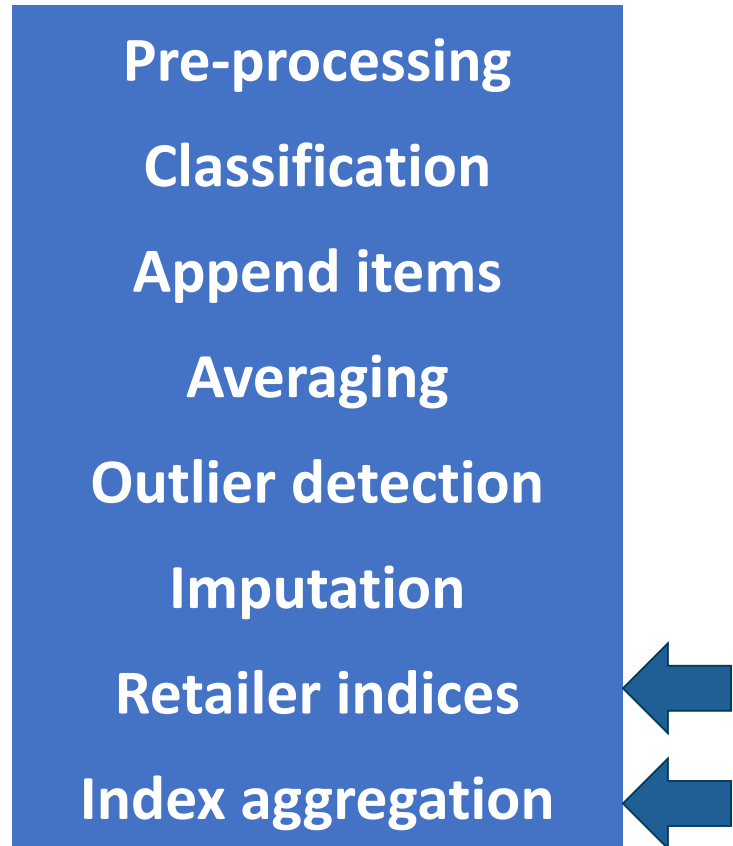 Pre-processing
Classification
Append items
Averaging
Outlier detection
Imputation
Retailer indices
Index aggregation